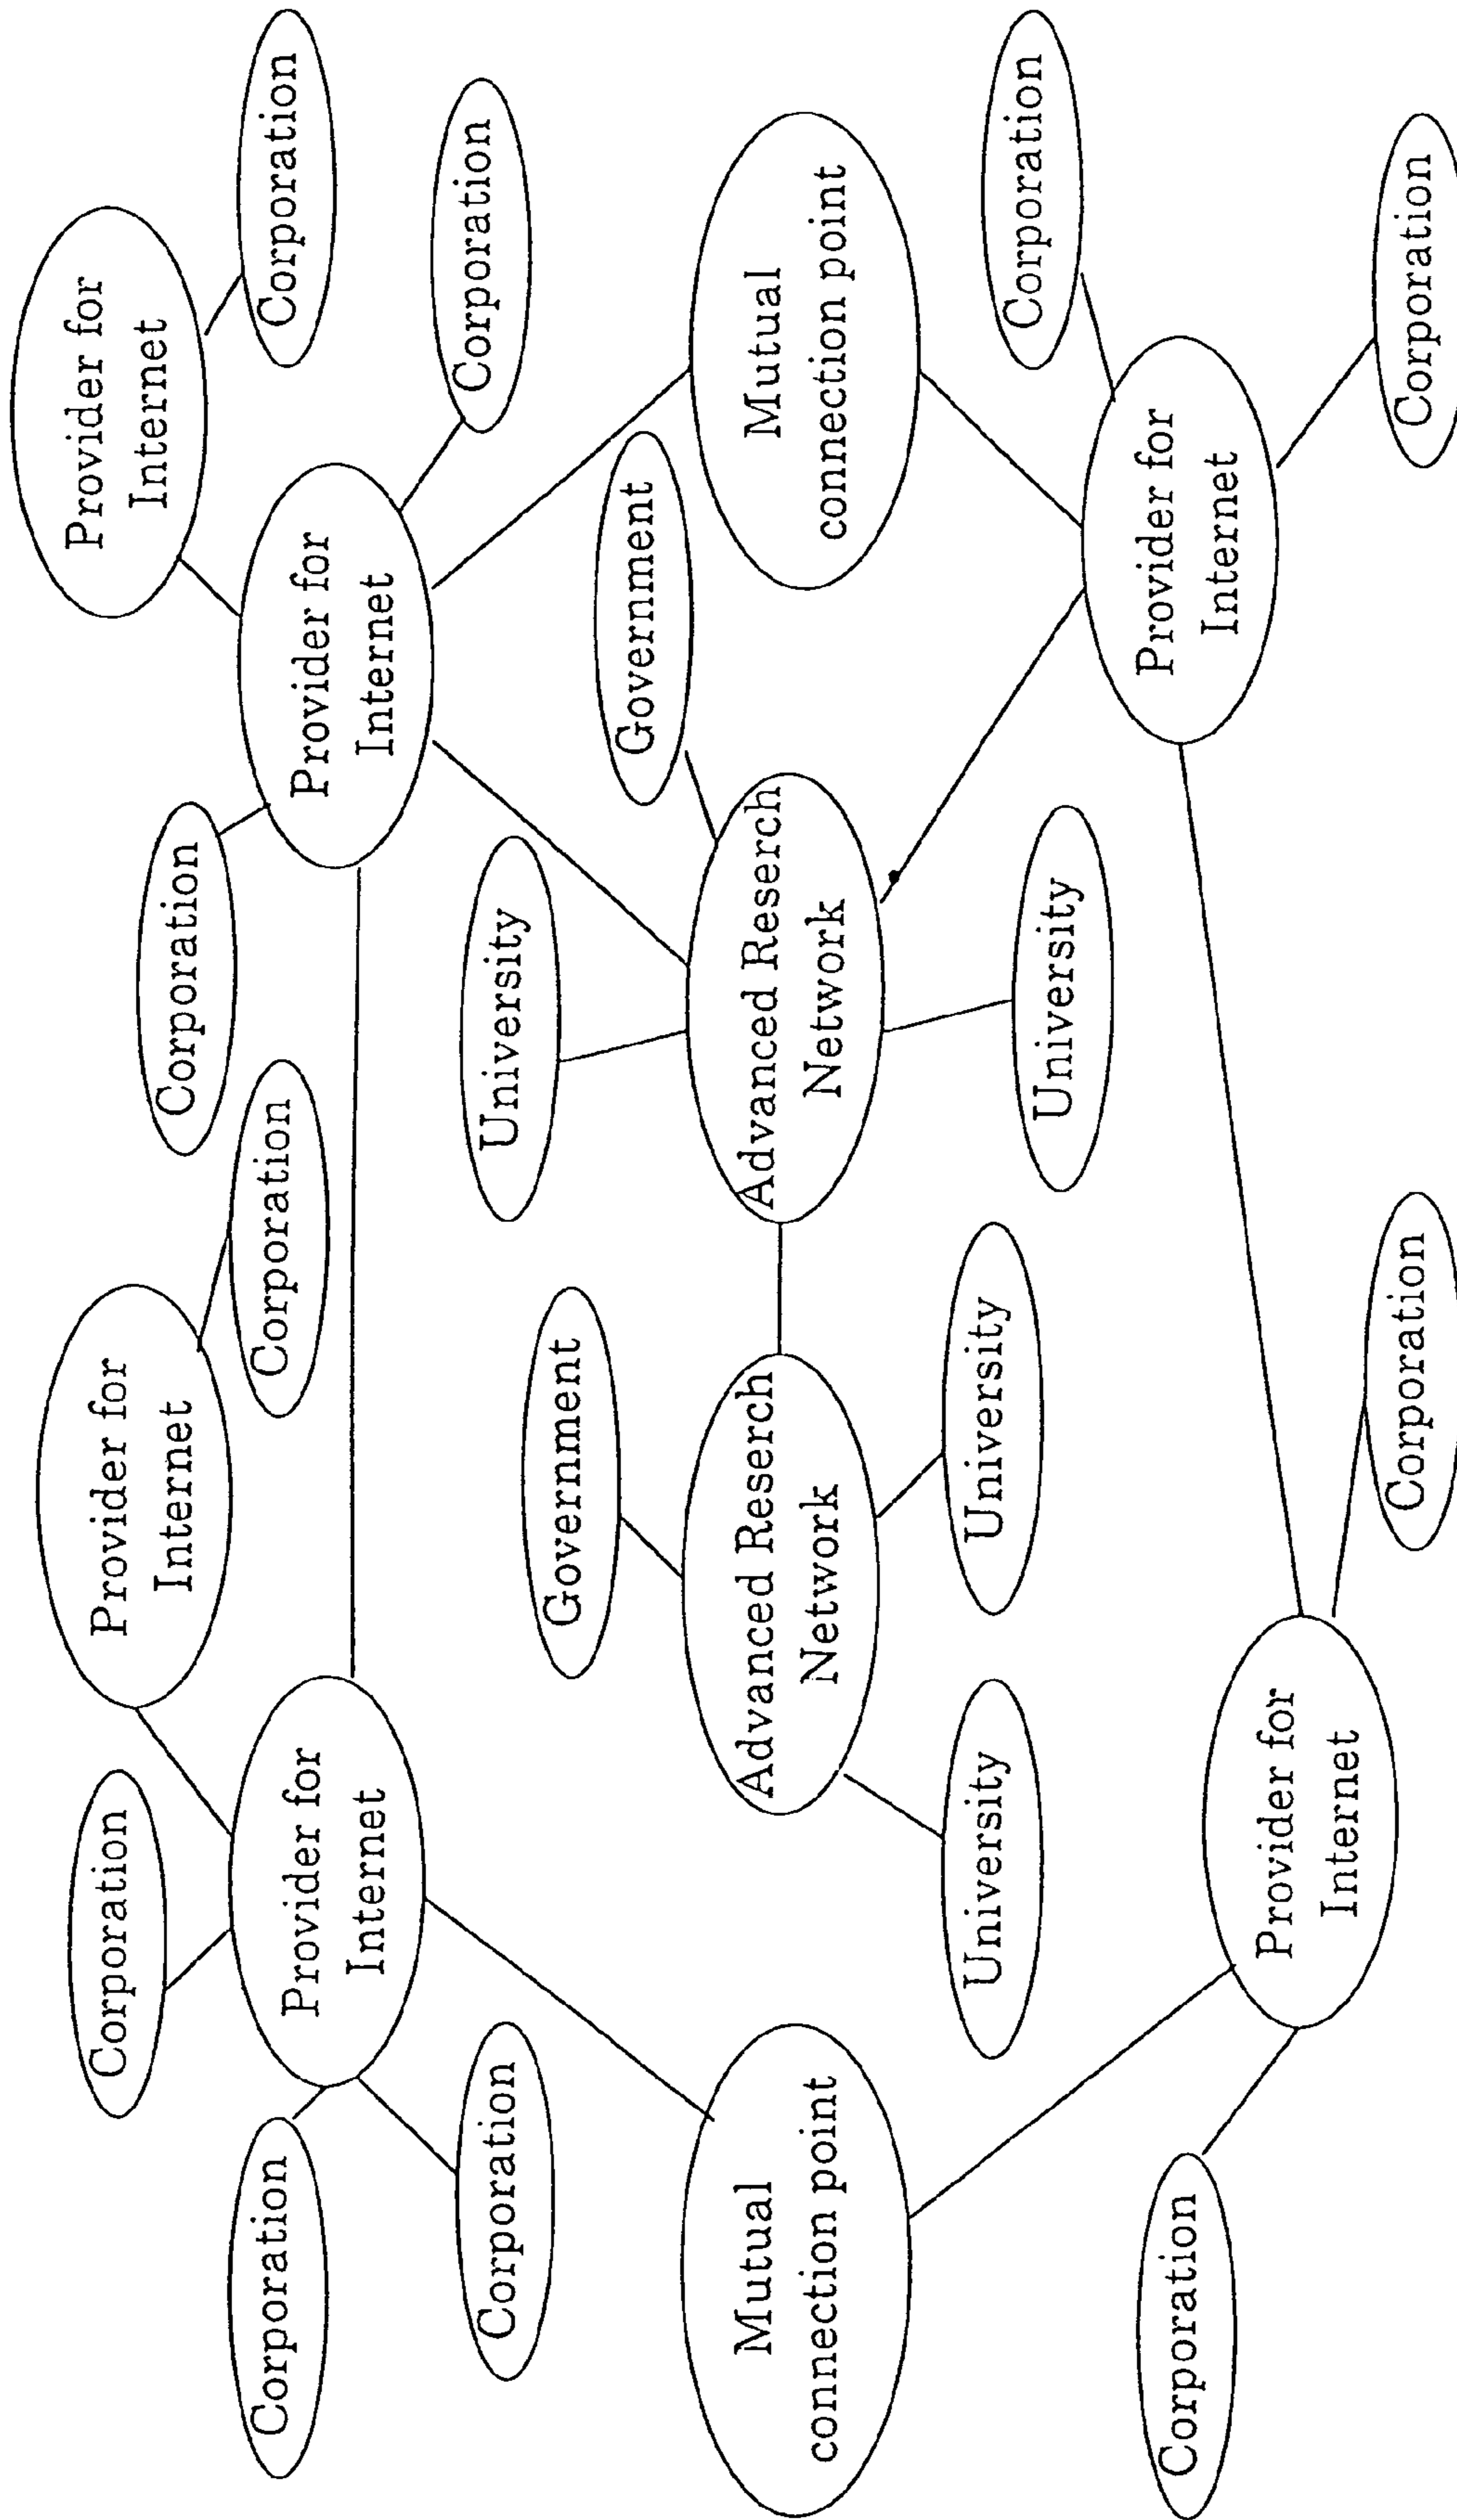 Corporation
Provider for
Internet
Provider for
Internet
Corporation
Corporation
Corporation
Corporation
Provider for
Internet
Provider for
Internet
Corporation
University
Corporation
Government
Government
Mutual
connection point
Advanced Reserch
Network
Advanced Reserch
Network
Mutual
connection point
University
University
University
Corporation
Corporation
Provider for
Internet
Provider for
Internet
Corporation
Corporation